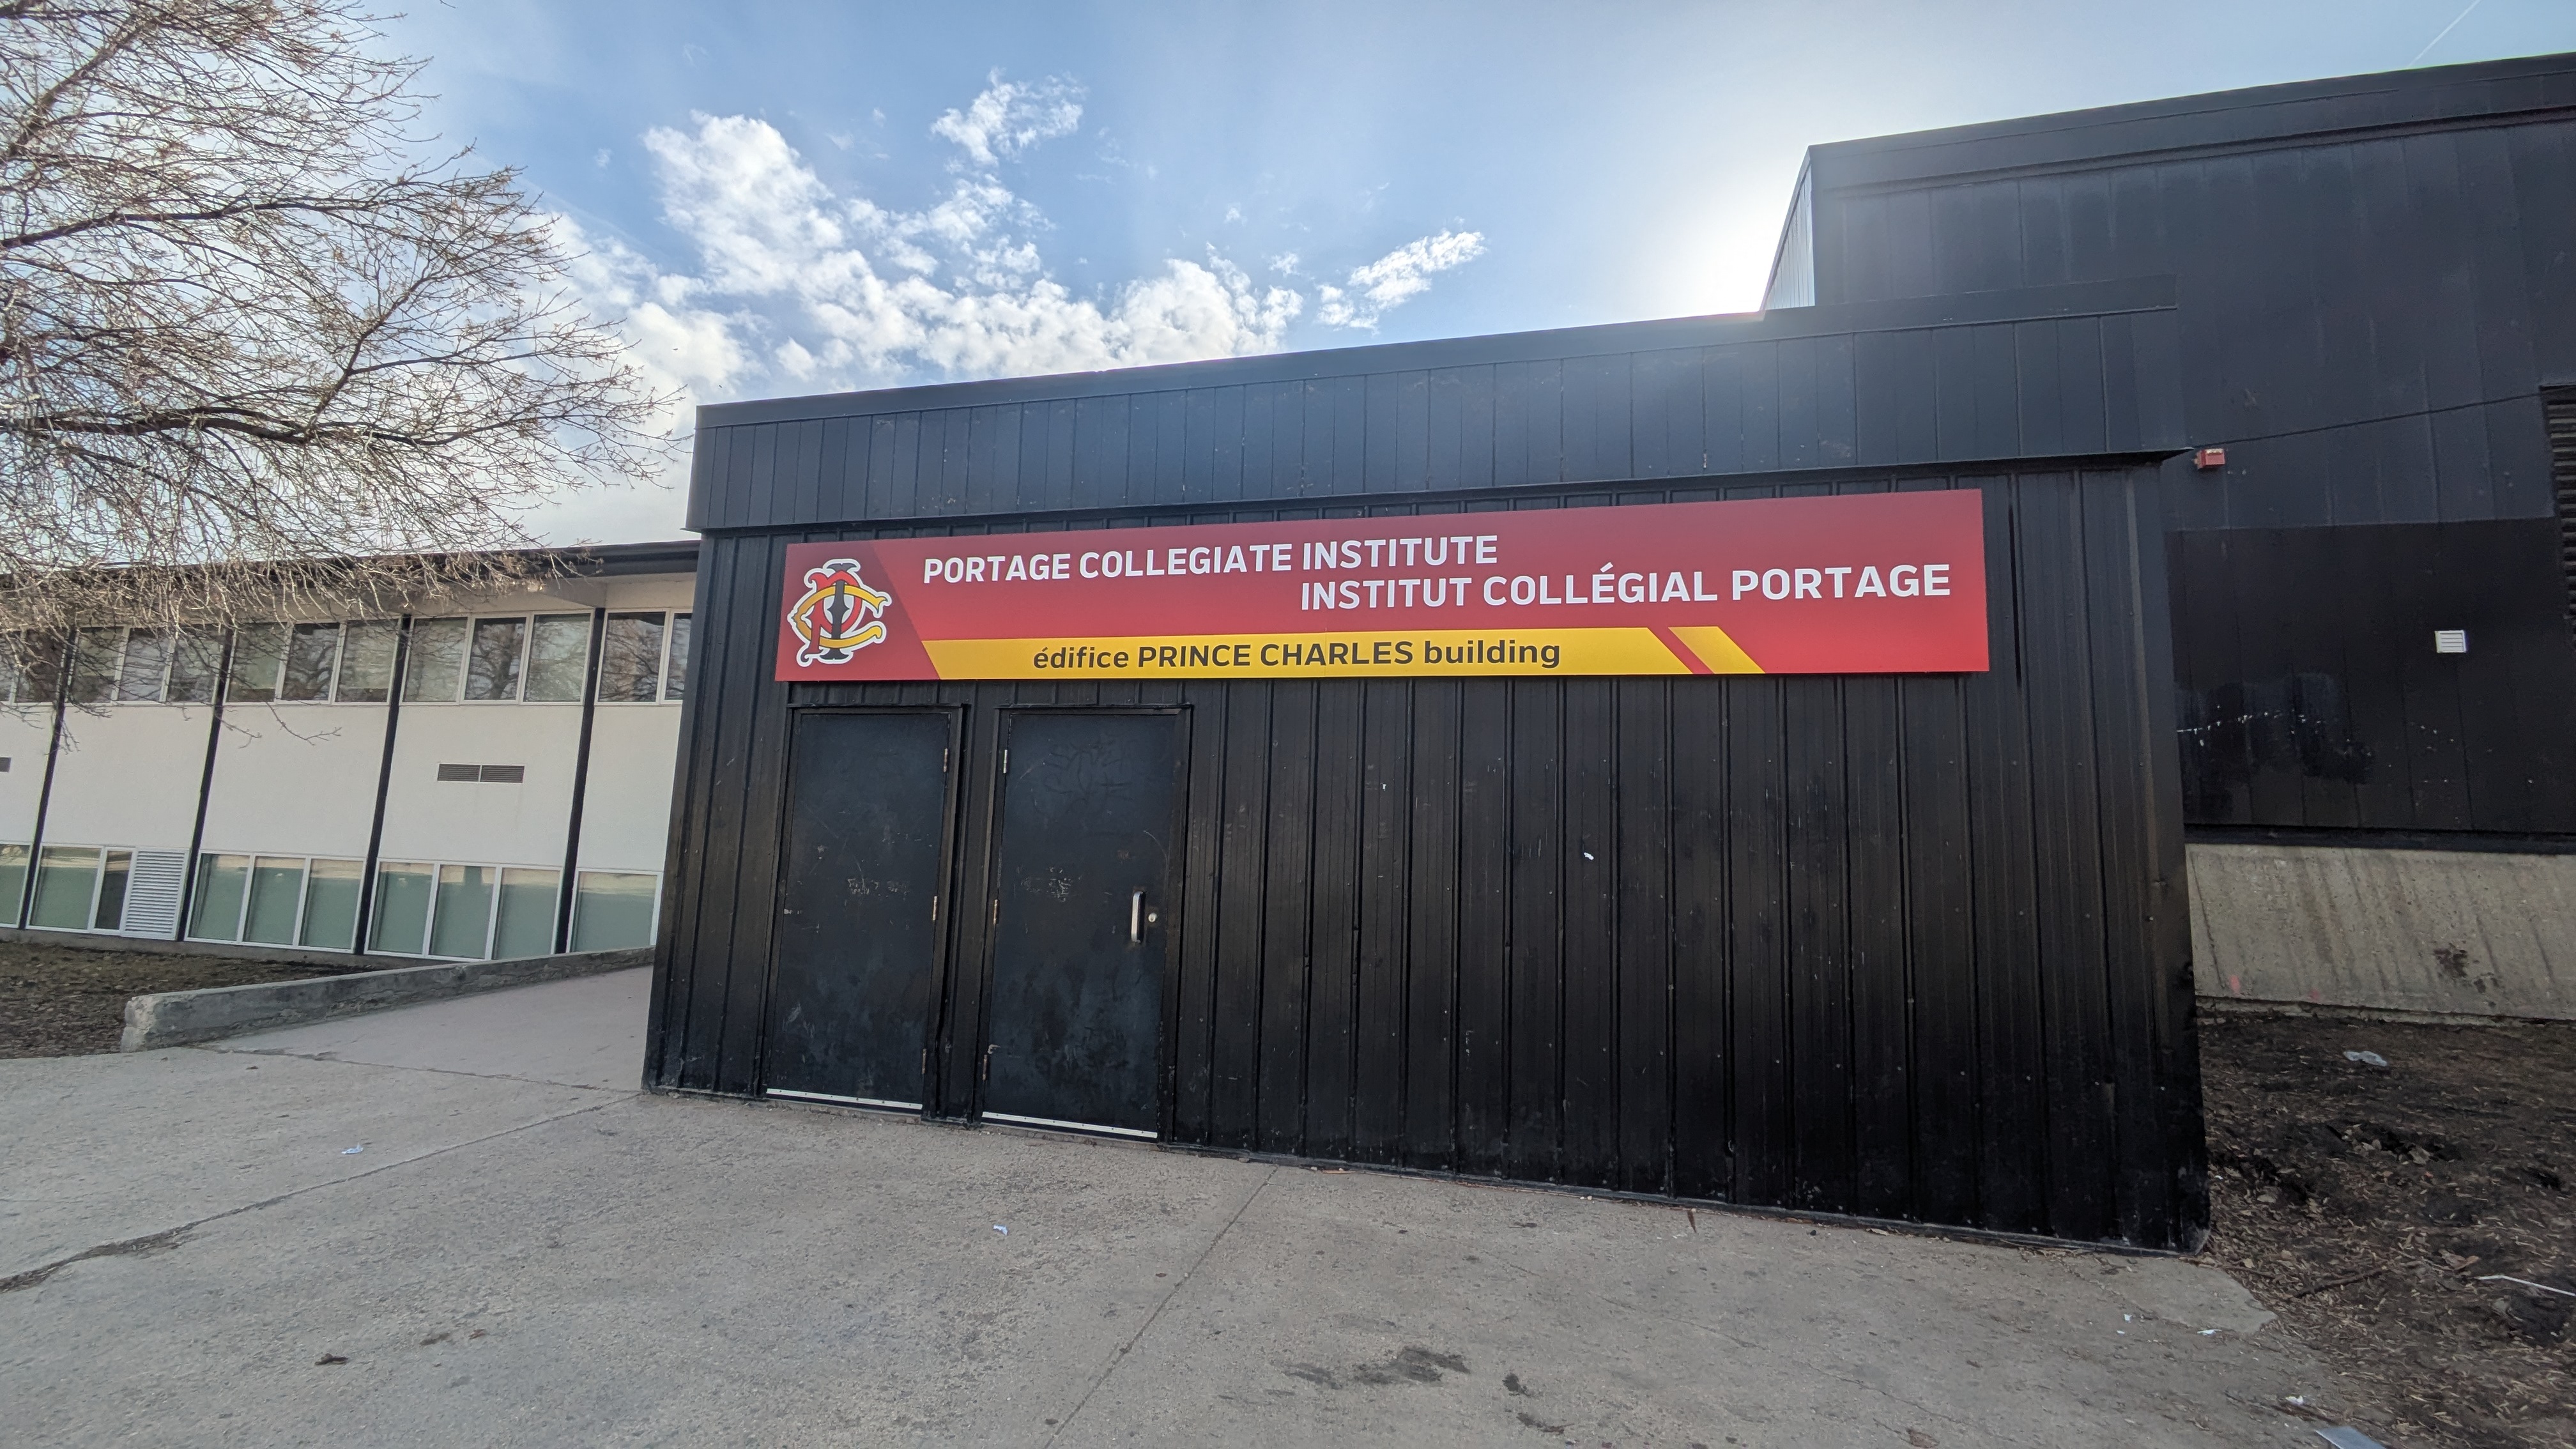 PORTAGE COLLEGIATE INSTITUTE
INSTITUT COLLÉGIAL PORTAGE
édifice PRINCE CHARLES building